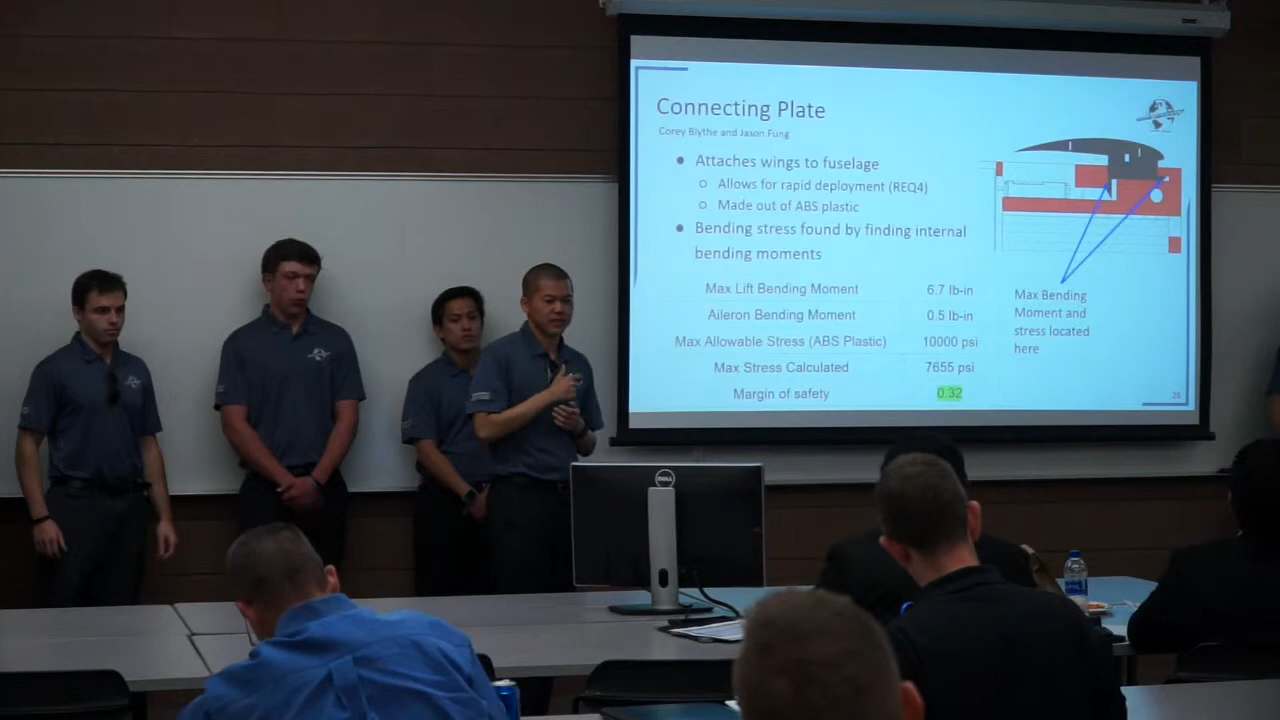 Connecting Plate
Corey Blythe and Jason Fung
● Attaches wings to fuselage
○ Allows for rapid deployment (REQ4)
○ Made out of ABS plastic
● Bending stress found by finding internal
bending moments
Max Lift Bending Moment 6.7 lb-in
Aileron Bending Moment 0.5 lb-in
Max Allowable Stress (ABS Plastic) 10000 psi
Max Stress Calculated 7655 psi
Margin of safety 0.32
Max Bending
Moment and
stress located
here
26
DELL